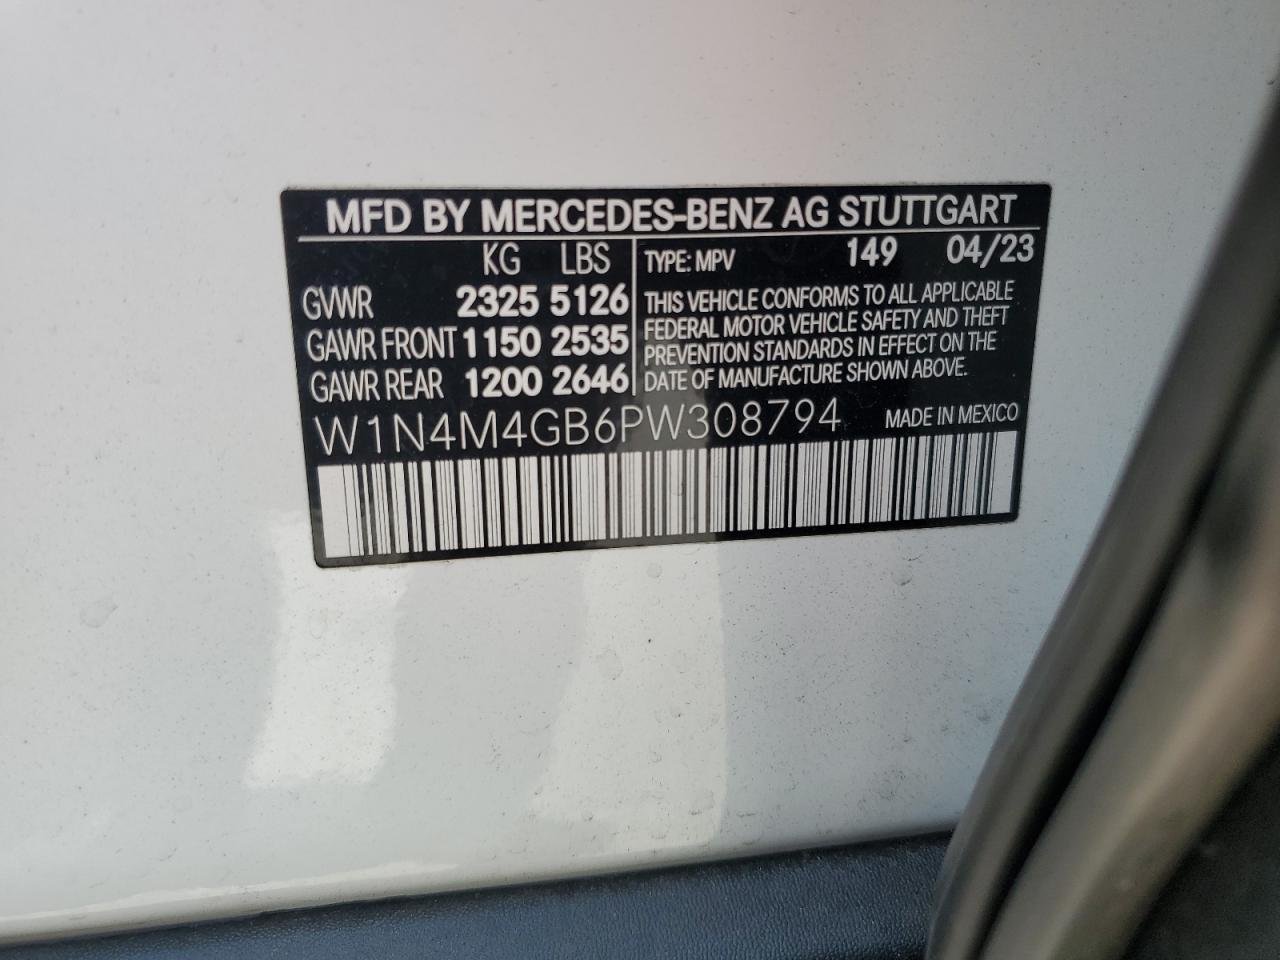 MFD BY MERCEDES-BENZ AG STUTTGART
KG LBS
GVWR 2325 5126
GAWR FRONT 1150 2535
GAWR REAR 1200 2646
TYPE: MPV 149 04/23
THIS VEHICLE CONFORMS TO ALL APPLICABLE
FEDERAL MOTOR VEHICLE SAFETY AND THEFT
PREVENTION STANDARDS IN EFFECT ON THE
DATE OF MANUFACTURE SHOWN ABOVE.
W1N4M4GB6PW308794 MADE IN MEXICO